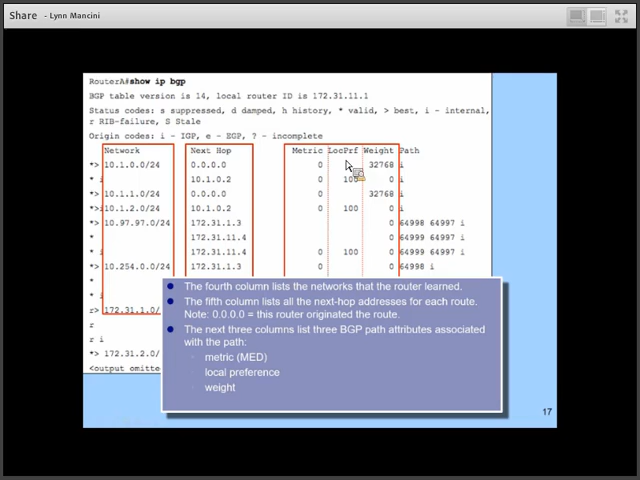 Share - Lynn Mancini
RouterA#show ip bgp
BGP table version is 14, local router ID is 172.31.11.1
Status codes: s suppressed, d damped, h history, * valid, > best, i - internal,
r RIB-failure, S Stale
Origin codes: i - IGP, e - EGP, ? - incomplete
Network Next Hop Metric LocPrf Weight Path
*> 10.1.0.0/24 0.0.0.0 0 32768 i
* i 10.1.0.2 0 100 0 i
*> 10.1.1.0/24 0.0.0.0 0 32768 i
*>i 10.1.2.0/24 10.1.0.2 0 100 0 i
*> 10.97.97.0/24 172.31.1.3 0 64998 64997 i
* 172.31.11.4 0 64999 64997 i
* i 172.31.11.4 0 100 0 64999 64997 i
*> 10.254.0.0/24 172.31.1.3 0 0 64998 i
*
* i
r> 172.31.1.0/
r
r i
*> 172.31.2.0/
<output omitte
The fourth column lists the networks that the router learned.
The fifth column lists all the next-hop addresses for each route.
Note: 0.0.0.0 = this router originated the route.
The next three columns list three BGP path attributes associated
with the path:
metric (MED)
local preference
weight
17